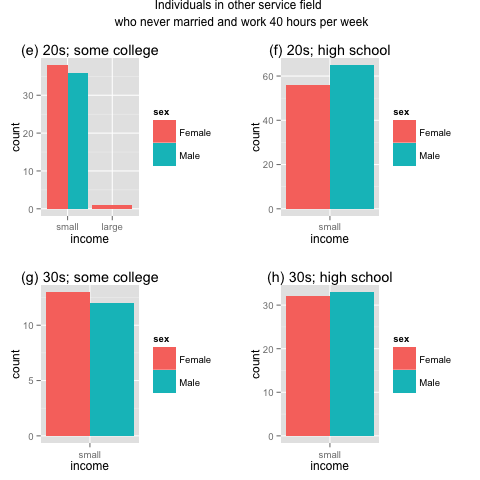 Individuals in other service field
who never married and work 40 hours per week
(e) 20s; some college
count
30
20
10
0
small large
income
sex
Female
Male
(f) 20s; high school
count
60
40
20
0
small
income
sex
Female
Male
(g) 30s; some college
count
10
5
0
small
income
sex
Female
Male
(h) 30s; high school
count
30
20
10
0
small
income
sex
Female
Male